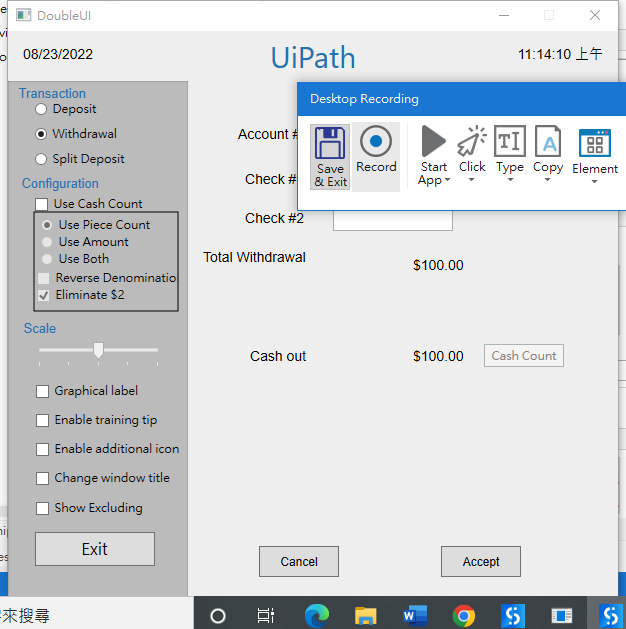 DoubleUI
08/23/2022
UiPath
11:14:10 上午
Transaction
Deposit
Withdrawal
Split Deposit
Configuration
Use Cash Count
Use Piece Count
Use Amount
Use Both
Reverse Denominatio
Eliminate $2
Scale
Graphical label
Enable training tip
Enable additional icon
Change window title
Show Excluding
Exit
Account #
Check #
Check #2
Total Withdrawal
$100.00
Cash out
$100.00
Cash Count
Cancel
Accept
Desktop Recording
Save
& Exit
Record
Start
App
Click
Type
Copy
Element
來搜尋